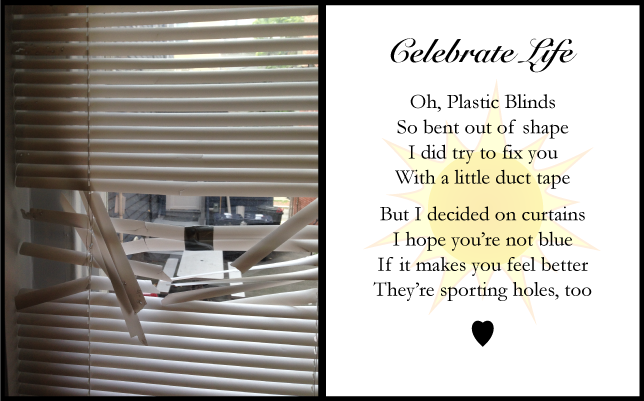 Celebrate Life
Oh, Plastic Blinds
So bent out of shape
I did try to fix you
With a little duct tape
But I decided on curtains
I hope you're not blue
If it makes you feel better
They're sporting holes, too